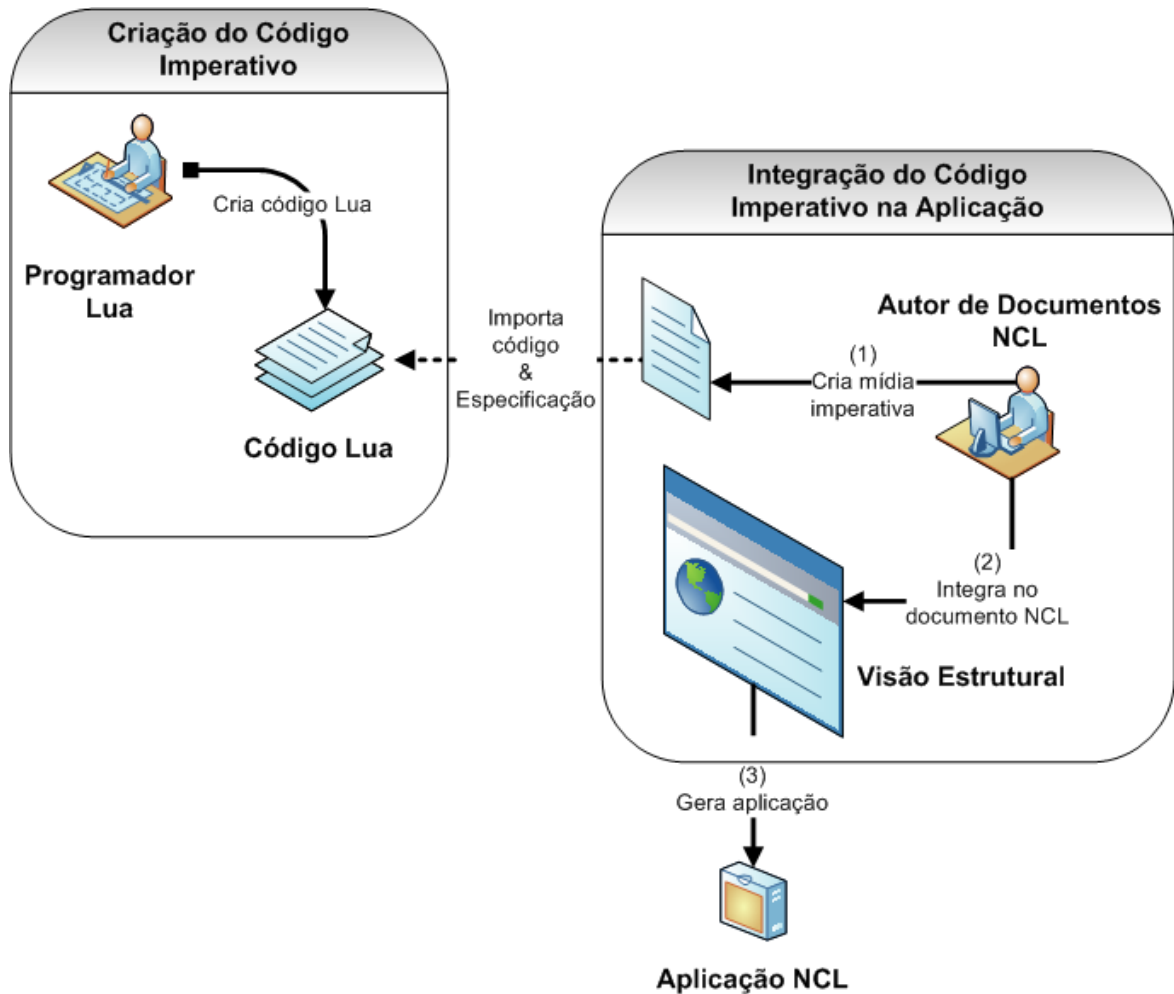 Criação do Código
Imperativo
Cria código Lua
Programador
Lua
Código Lua
Importa
código
&
Especificação
Integração do Código
Imperativo na Aplicação
Autor de Documentos
NCL
(1)
Cria mídia
imperativa
(2)
Integra no
documento NCL
Visão Estrutural
(3)
Gera aplicação
Aplicação NCL